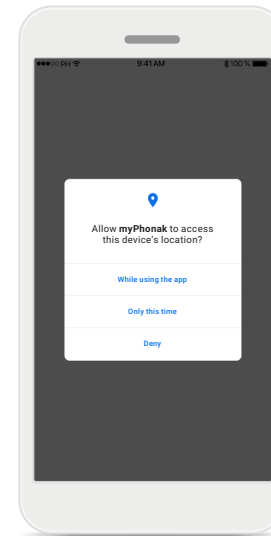 PH 9:41 AM 100 %
Allow myPhonak to access
this device's location?
While using the app
Only this time
Deny